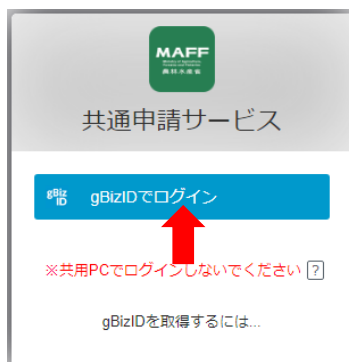 MAFF
農林水産省
共通申請サービス
gBiz
ID
gBizIDでログイン
※共用PCでログインしないでください ?
gBizIDを取得するには...